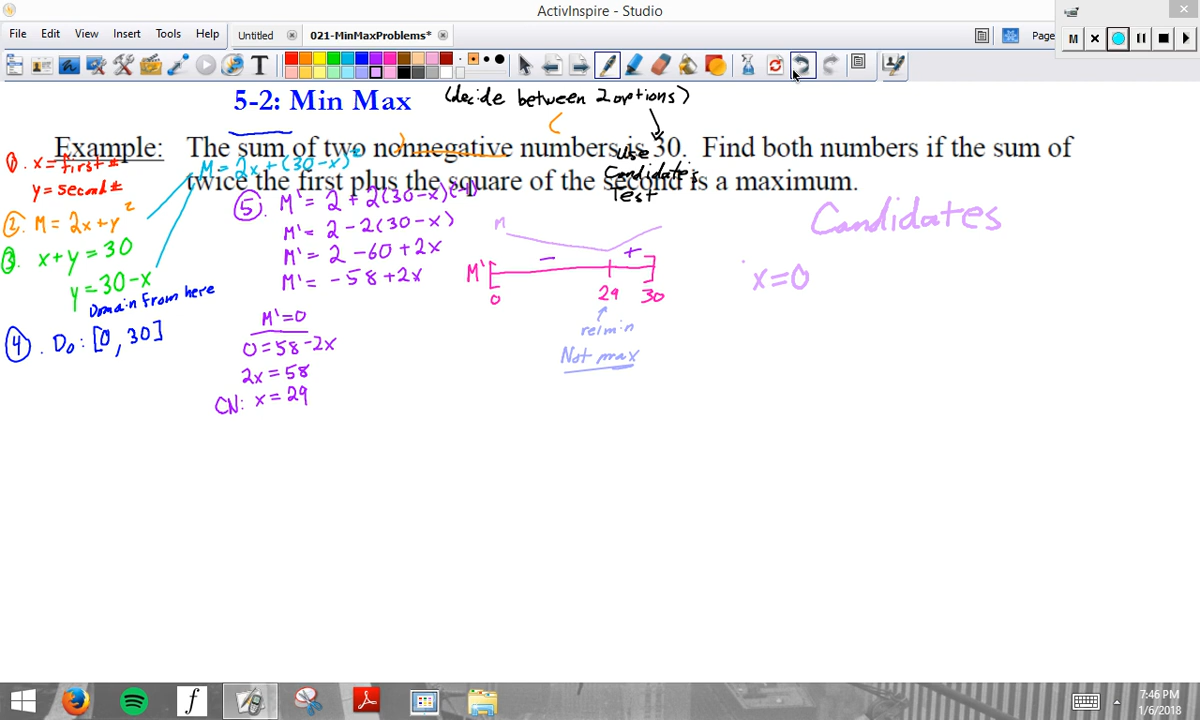 ActivInspire - Studio
File Edit View Insert Tools Help
Untitled
021-MinMaxProblems*
Page
M
T
5-2: Min Max (decide between 2 options)
Example: The sum of two nonnegative numbers is 30. Find both numbers if the sum of
twice the first plus the square of the second is a maximum.
use
Candidate's
Test
① x = first #
y = second #
② M = 2x + y²
③ x + y = 30
y = 30 - x
Domain from here
④. Do: [0, 30]
M = 2x + (30 - x)²
⑤. M' = 2 + 2(30 - x)(-1)
M' = 2 - 2(30 - x)
M' = 2 - 60 + 2x
M' = -58 + 2x
M' = 0
0 = 58 - 2x
2x = 58
CN: x = 29
M
- +
M'
0 29 30
relmin
Not max
Candidates
x = 0
f
7:46 PM
1/6/2018